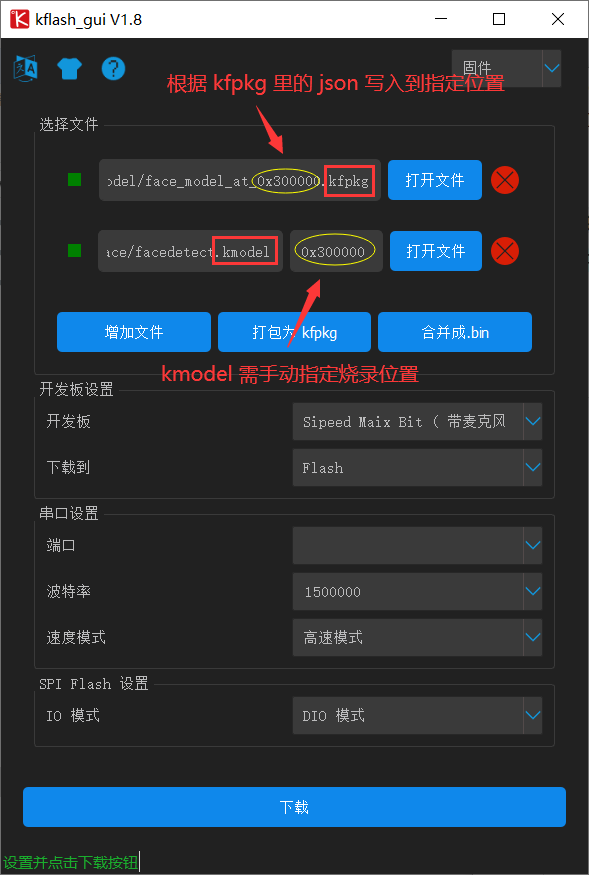 kflash_gui V1.8
固件
根据 kfpkg 里的 json 写入到指定位置
选择文件
odel/face_model_at_0x300000.kfpkg
打开文件
ace/facedetect.kmodel
0x300000
打开文件
增加文件
打包为 kfpkg
合并成.bin
kmodel 需手动指定烧录位置
开发板设置
开发板
Sipeed Maix Bit ( 带麦克风
下载到
Flash
串口设置
端口
波特率
1500000
速度模式
高速模式
SPI Flash 设置
IO 模式
DIO 模式
下载
设置并点击下载按钮